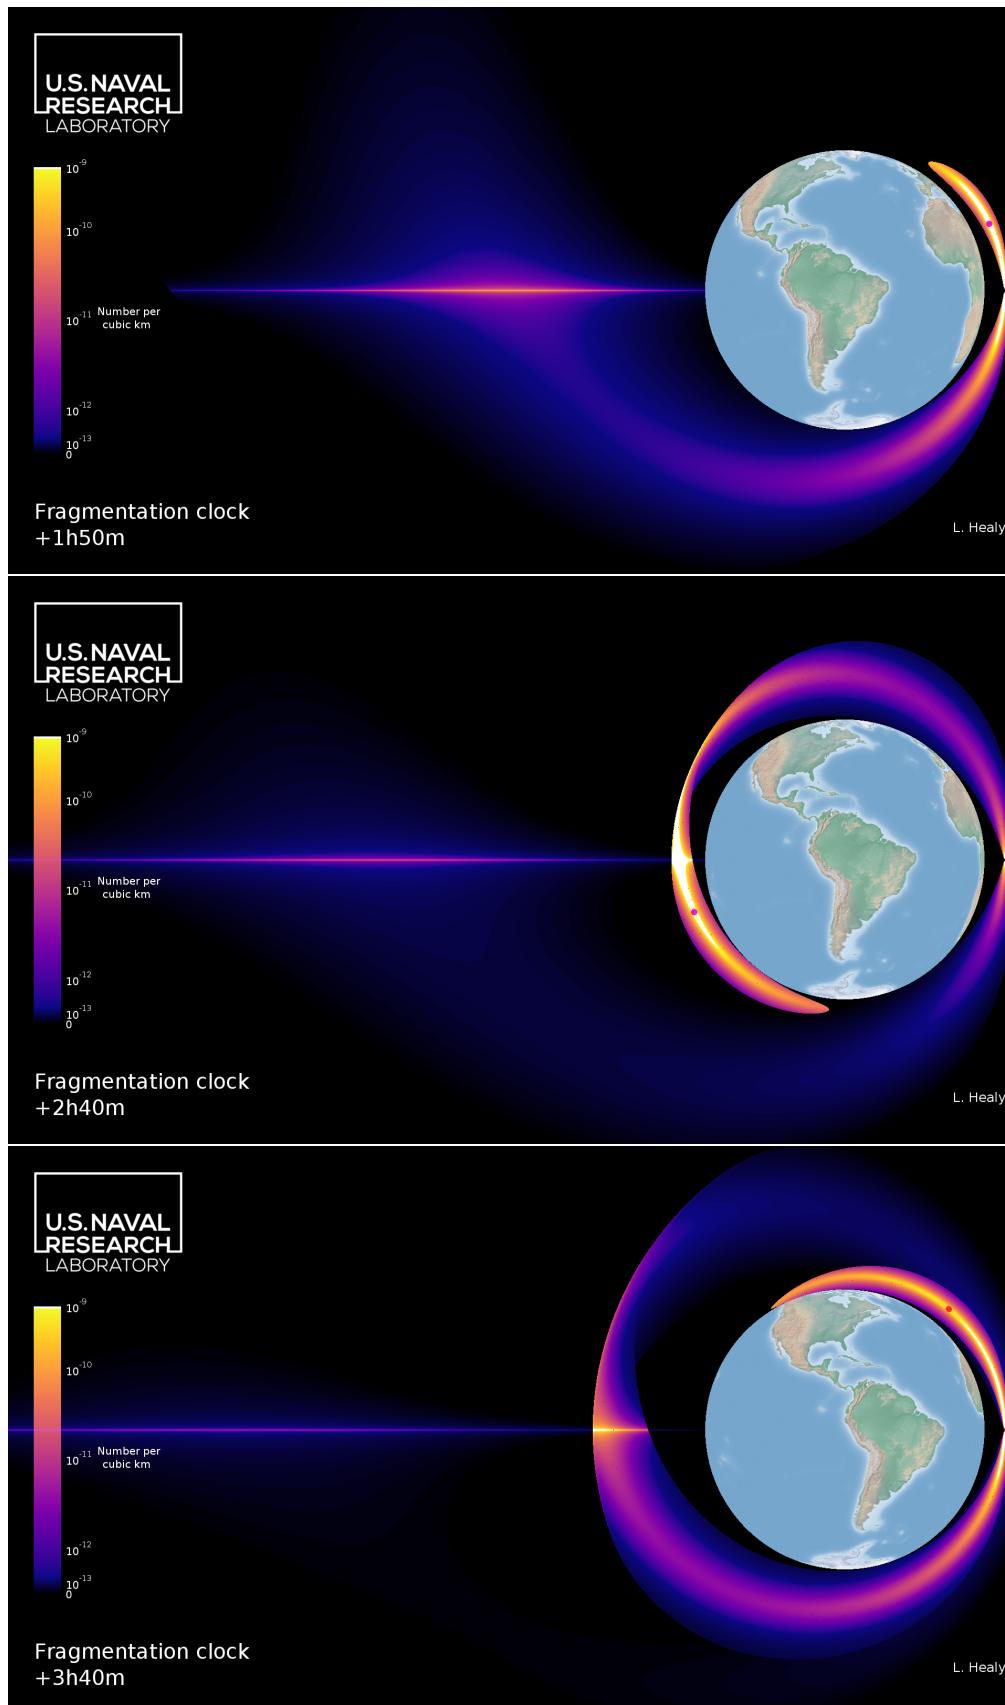 U.S. NAVAL
RESEARCH
LABORATORY
10-9
10-10
10-11
Number per
cubic km
10-12
10-13
0
Fragmentation clock
+1h50m
L. Healy
U.S. NAVAL
RESEARCH
LABORATORY
10-9
10-10
10-11
Number per
cubic km
10-12
10-13
0
Fragmentation clock
+2h40m
L. Healy
U.S. NAVAL
RESEARCH
LABORATORY
10-9
10-10
10-11
Number per
cubic km
10-12
10-13
0
Fragmentation clock
+3h40m
L. Healy